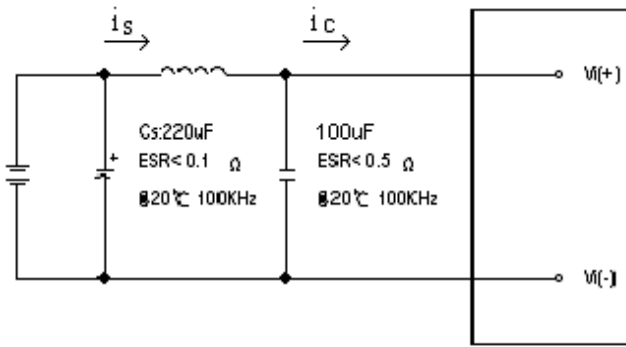 is
ic
Vi(+)
Cs:220uF
ESR<0.1 Ω
@20℃ 100KHz
+
100uF
ESR<0.5 Ω
@20℃ 100KHz
Vi(-)